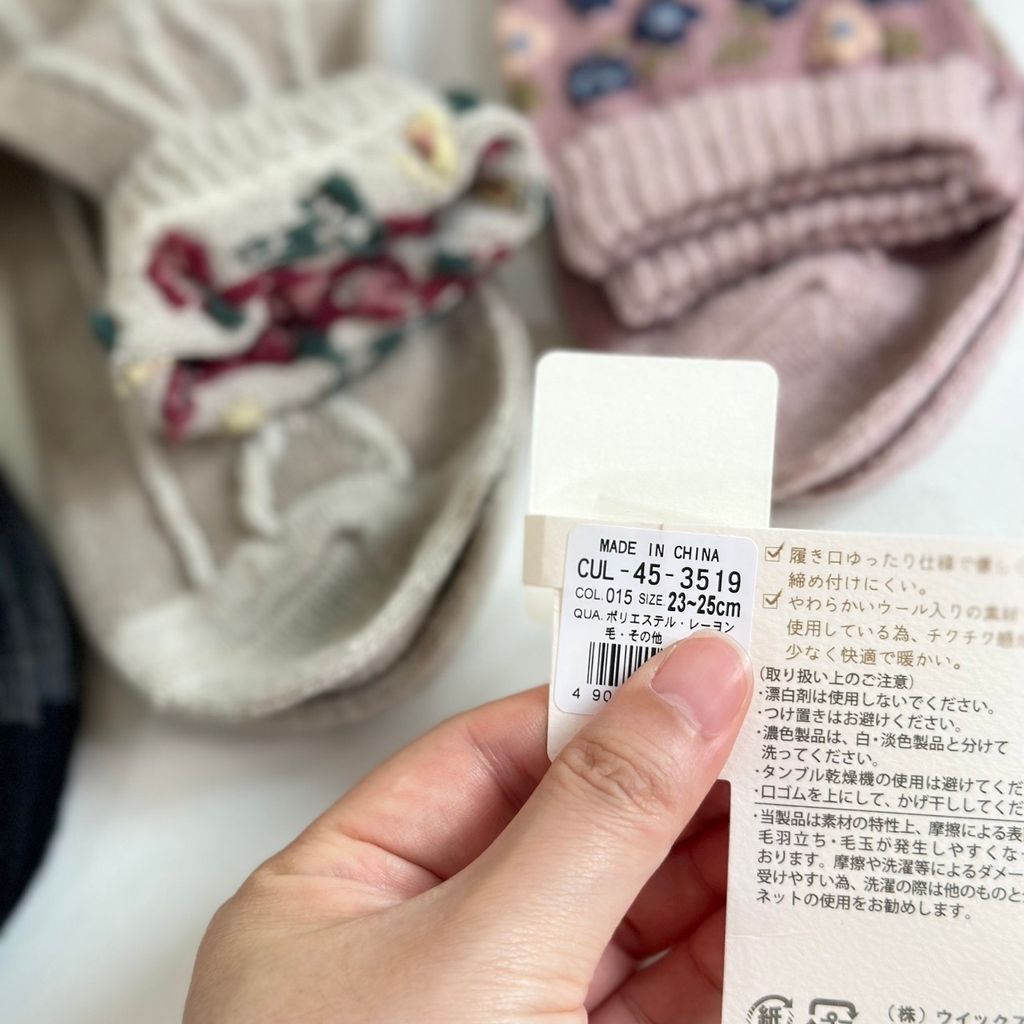 MADE IN CHINA
CUL-45-3519
COL.015 SIZE.23~25cm
QUA.ポリエステル・レーヨン
毛・その他
4 90
履き口ゆったり仕様で優し
締め付けにくい。
やわらかいウール入りの素材
使用している為、チクチク感
少なく快適で暖かい。
(取り扱い上のご注意)
・漂白剤は使用しないでください。
・つけ置きはお避けください。
・濃色製品は、白・淡色製品と分けて
洗ってください。
・タンブル乾燥機の使用は避けてくだ
・口ゴムを上にして、かげ干ししてくだ
・当製品は素材の特性上、摩擦による表
毛羽立ち・毛玉が発生しやすくな
おります。摩擦や洗濯等によるダメー
受けやすい為、洗濯の際は他のものと
ネットの使用をお勧めします。
紙
(株)ウイックス